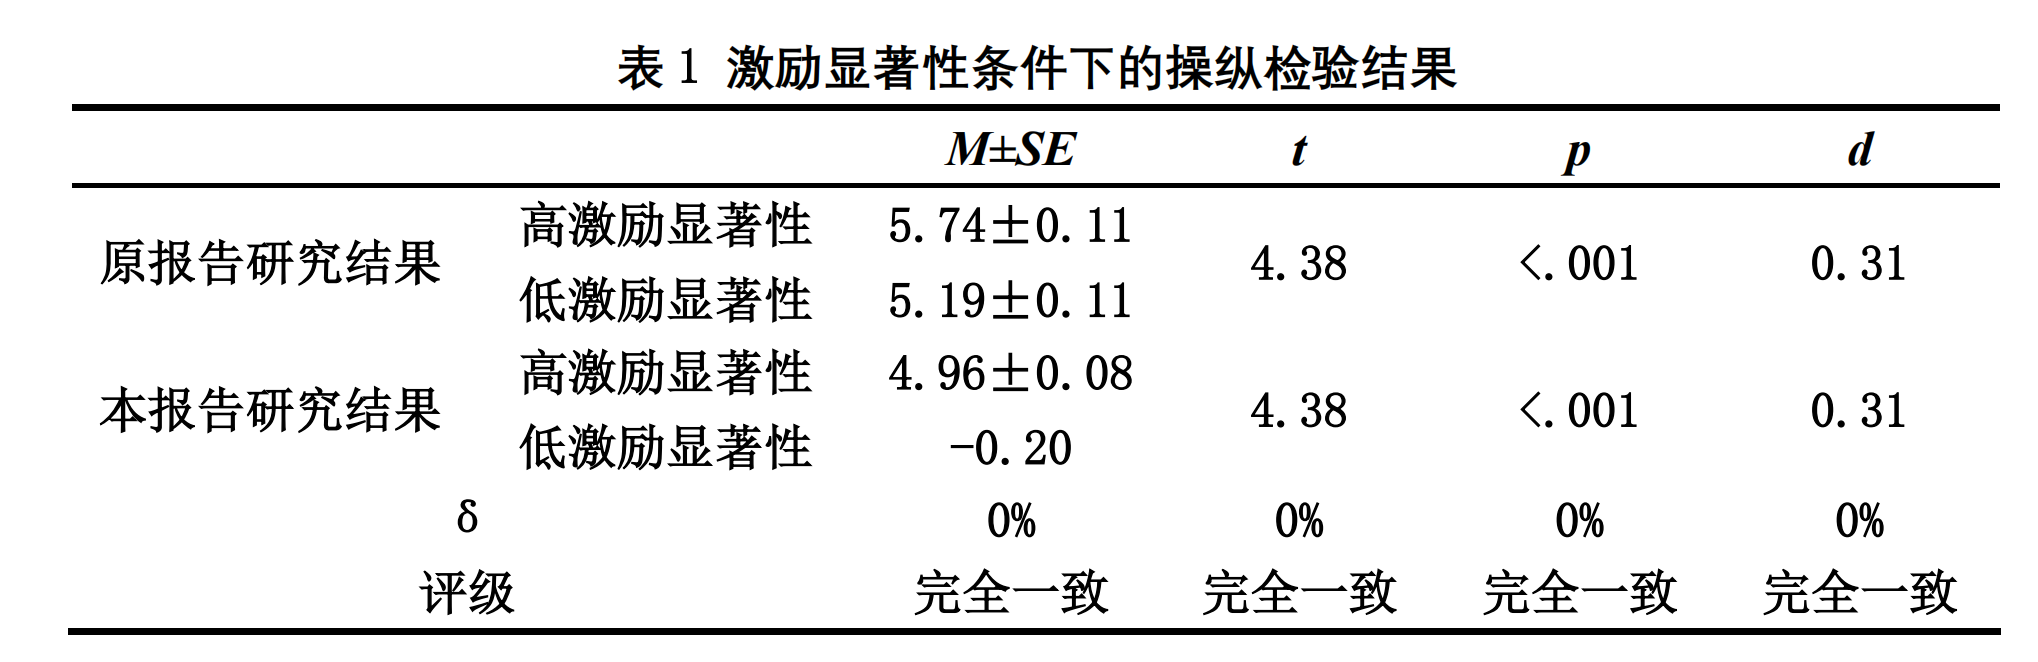 表1 激励显著性条件下的操纵检验结果
M±SE t p d
高激励显著性 5.74±0.11
原报告研究结果 4.38 <.001 0.31
低激励显著性 5.19±0.11
高激励显著性 4.96±0.08
本报告研究结果 4.38 <.001 0.31
低激励显著性 -0.20
δ 0% 0% 0% 0%
评级 完全一致 完全一致 完全一致 完全一致